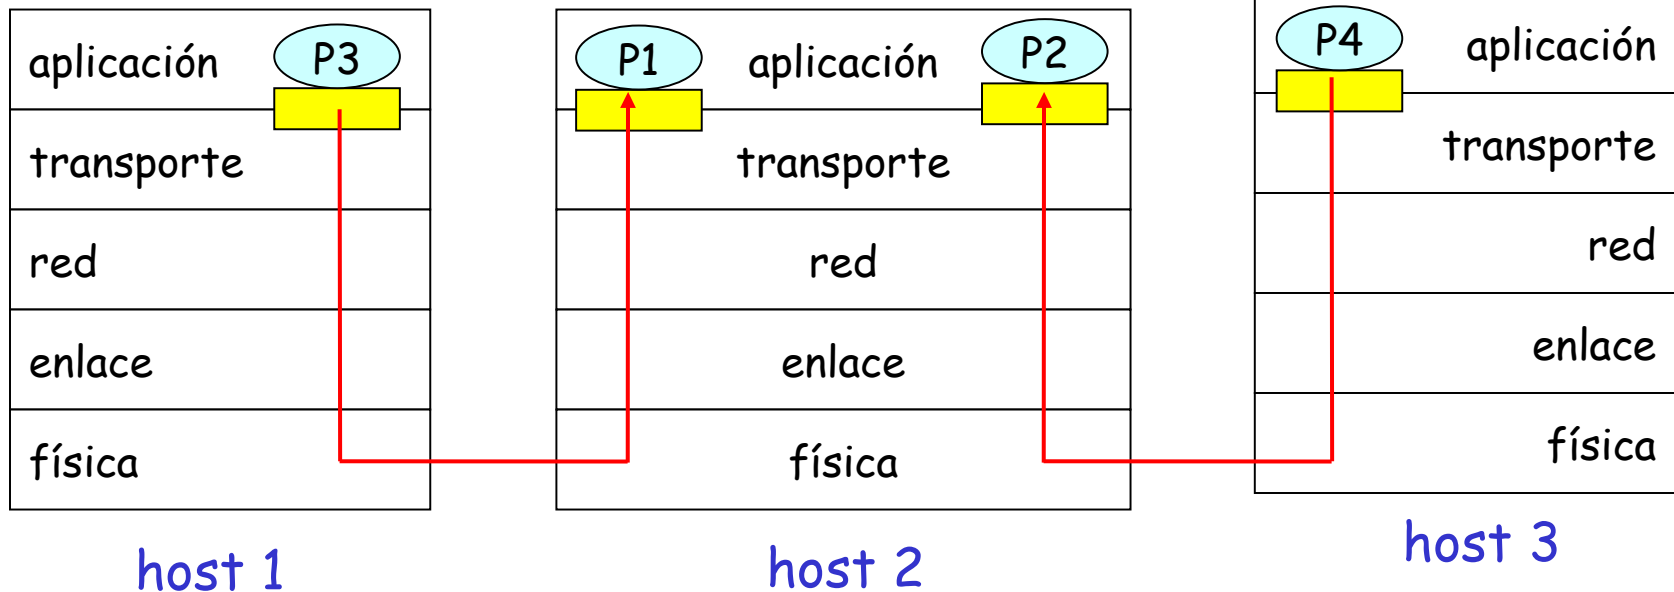 aplicación
P3
transporte
red
enlace
física
host 1
P1
aplicación
P2
transporte
red
enlace
física
host 2
P4
aplicación
transporte
red
enlace
física
host 3